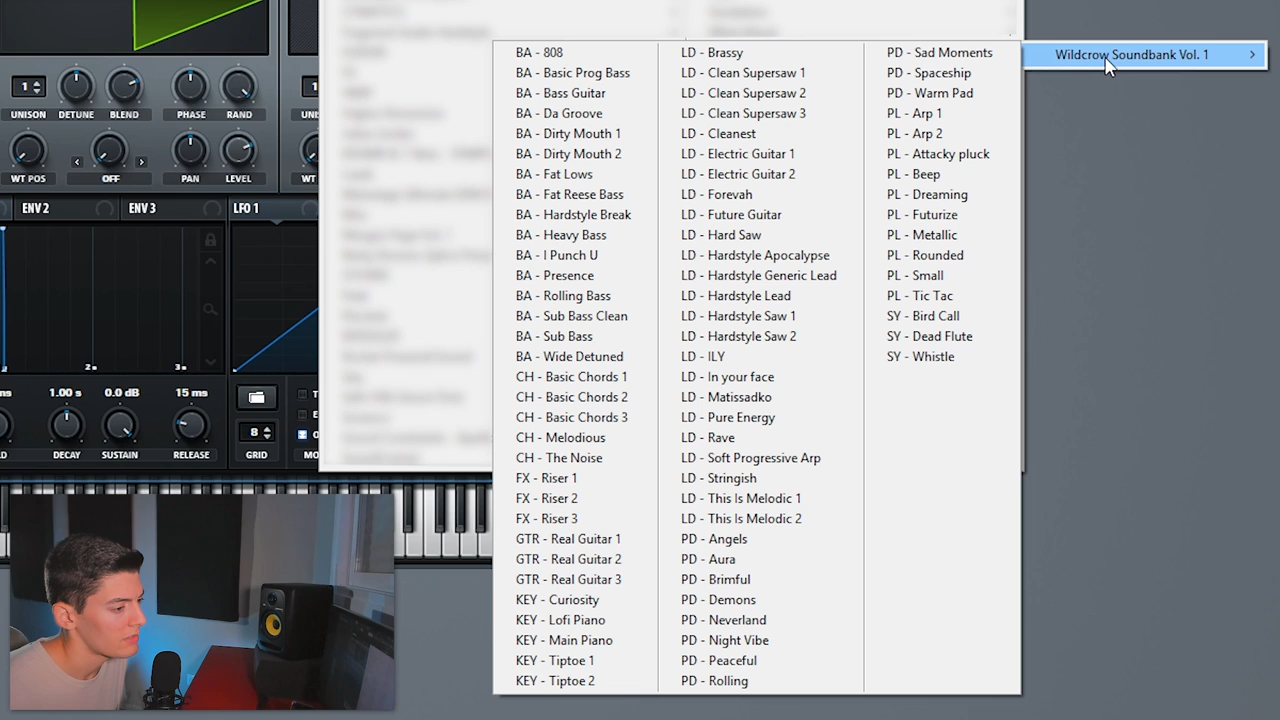 1
UNISON
DETUNE
BLEND
PHASE
RAND
1
WT POS
OFF
PAN
LEVEL
ENV 2
ENV 3
LFO 1
2s
3s
1.00 s
0.0 dB
15 ms
8
DECAY
SUSTAIN
RELEASE
GRID
BA - 808
BA - Basic Prog Bass
BA - Bass Guitar
BA - Da Groove
BA - Dirty Mouth 1
BA - Dirty Mouth 2
BA - Fat Lows
BA - Fat Reese Bass
BA - Hardstyle Break
BA - Heavy Bass
BA - I Punch U
BA - Presence
BA - Rolling Bass
BA - Sub Bass Clean
BA - Sub Bass
BA - Wide Detuned
CH - Basic Chords 1
CH - Basic Chords 2
CH - Basic Chords 3
CH - Melodious
CH - The Noise
FX - Riser 1
FX - Riser 2
FX - Riser 3
GTR - Real Guitar 1
GTR - Real Guitar 2
GTR - Real Guitar 3
KEY - Curiosity
KEY - Lofi Piano
KEY - Main Piano
KEY - Tiptoe 1
KEY - Tiptoe 2
LD - Brassy
LD - Clean Supersaw 1
LD - Clean Supersaw 2
LD - Clean Supersaw 3
LD - Cleanest
LD - Electric Guitar 1
LD - Electric Guitar 2
LD - Forevah
LD - Future Guitar
LD - Hard Saw
LD - Hardstyle Apocalypse
LD - Hardstyle Generic Lead
LD - Hardstyle Lead
LD - Hardstyle Saw 1
LD - Hardstyle Saw 2
LD - ILY
LD - In your face
LD - Matissadko
LD - Pure Energy
LD - Rave
LD - Soft Progressive Arp
LD - Stringish
LD - This Is Melodic 1
LD - This Is Melodic 2
PD - Angels
PD - Aura
PD - Brimful
PD - Demons
PD - Neverland
PD - Night Vibe
PD - Peaceful
PD - Rolling
PD - Sad Moments
PD - Spaceship
PD - Warm Pad
PL - Arp 1
PL - Arp 2
PL - Attacky pluck
PL - Beep
PL - Dreaming
PL - Futurize
PL - Metallic
PL - Rounded
PL - Small
PL - Tic Tac
SY - Bird Call
SY - Dead Flute
SY - Whistle
Wildcrow Soundbank Vol. 1